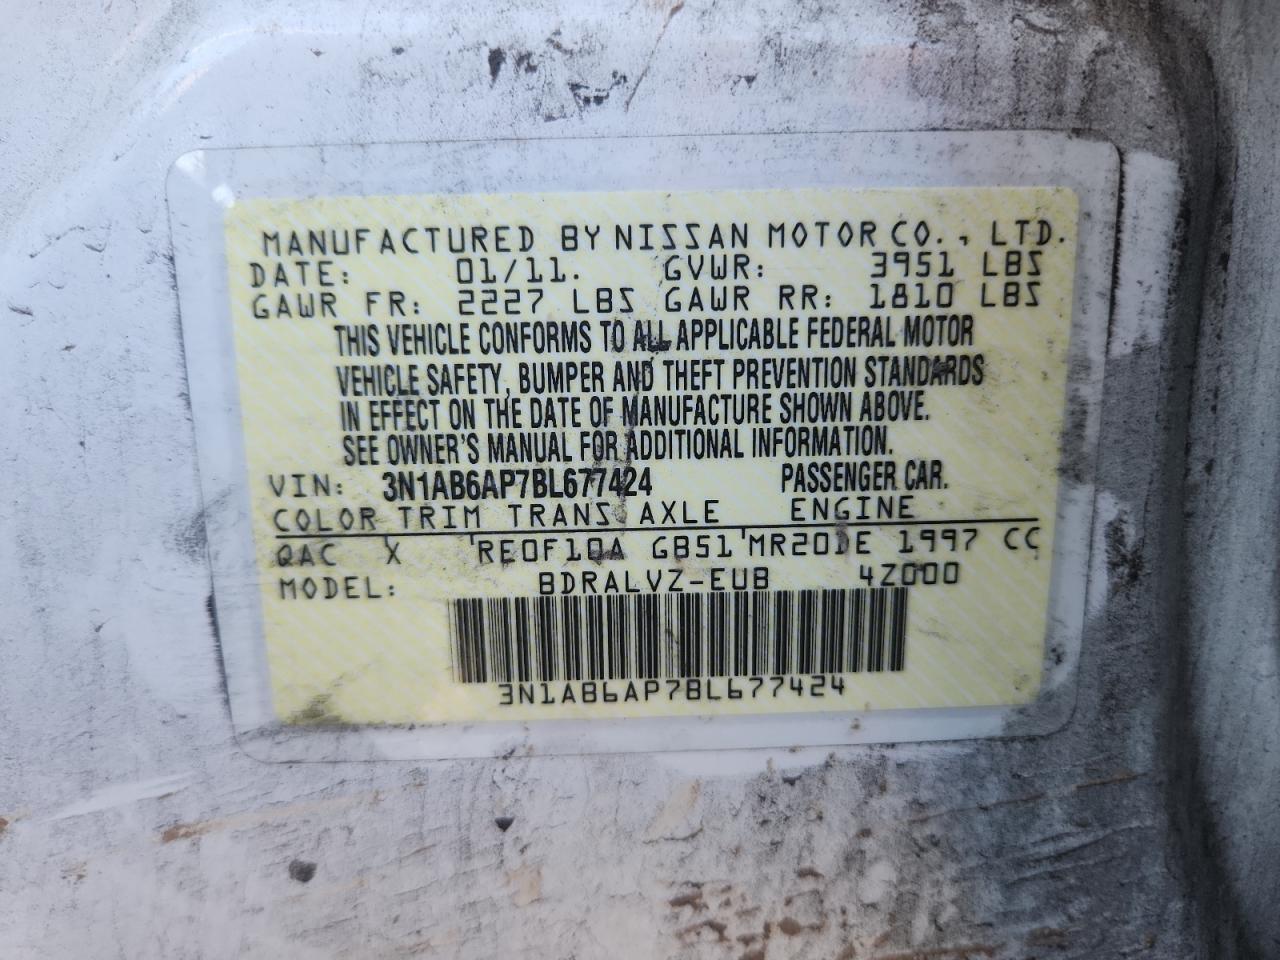 MANUFACTURED BY NISSAN MOTOR CO., LTD.
DATE: 01/11. GVWR: 3951 LBS
GAWR FR: 2227 LBS GAWR RR: 1810 LBS
THIS VEHICLE CONFORMS TO ALL APPLICABLE FEDERAL MOTOR
VEHICLE SAFETY, BUMPER AND THEFT PREVENTION STANDARDS
IN EFFECT ON THE DATE OF MANUFACTURE SHOWN ABOVE.
SEE OWNER'S MANUAL FOR ADDITIONAL INFORMATION.
VIN: 3N1AB6AP7BL677424 PASSENGER CAR.
COLOR TRIM TRANS AXLE ENGINE
QAC X 'RE0F10A GB51'MR20DE 1997 CC
MODEL: BDRALVZ-EUB 4Z000
3N1AB6AP7BL677424